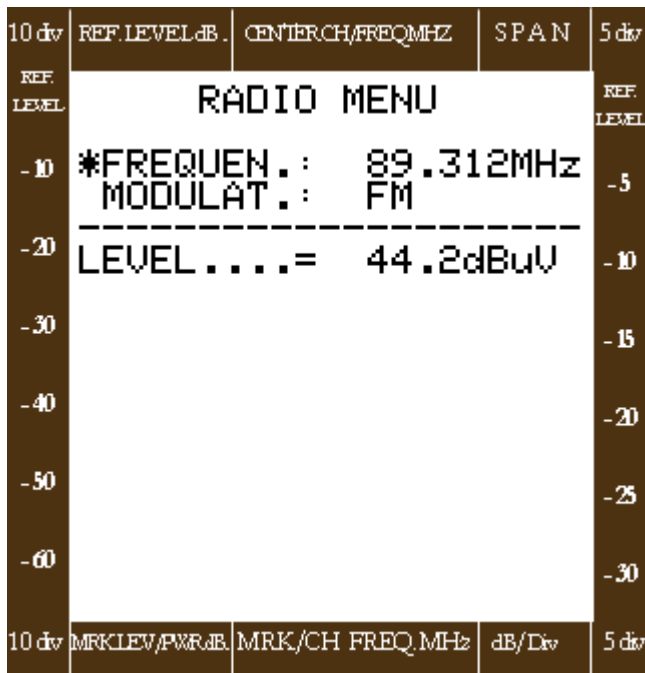 10 div REF.LEVEL dB. CENTER CH/FREQ MHZ SPAN 5 div
REF.
LEVEL
-10
-20
-30
-40
-50
-60
RADIO MENU
*FREQUEN.: 89.312MHz
MODULAT.: FM
--------------------
LEVEL....= 44.2dBuV
REF.
LEVEL
-5
-10
-15
-20
-25
-30
10 div MRK.LEV/PWR dB. MRK/CH FREQ.MHz dB/Div 5 div